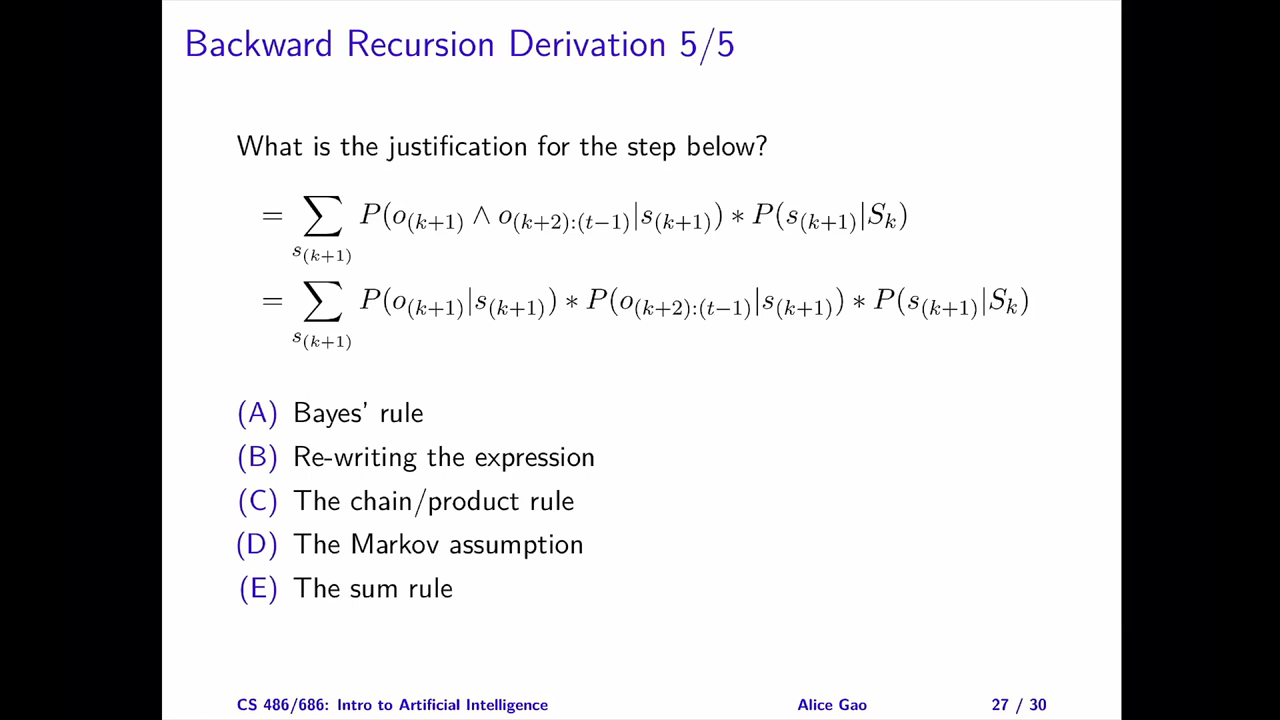 Backward Recursion Derivation 5/5
What is the justification for the step below?
= ∑_{s_{(k+1)}} P(o_{(k+1)} ∧ o_{(k+2):(t−1)}|s_{(k+1)}) ∗ P(s_{(k+1)}|S_k)
= ∑_{s_{(k+1)}} P(o_{(k+1)}|s_{(k+1)}) ∗ P(o_{(k+2):(t−1)}|s_{(k+1)}) ∗ P(s_{(k+1)}|S_k)
(A) Bayes' rule
(B) Re-writing the expression
(C) The chain/product rule
(D) The Markov assumption
(E) The sum rule
CS 486/686: Intro to Artificial Intelligence Alice Gao 27 / 30